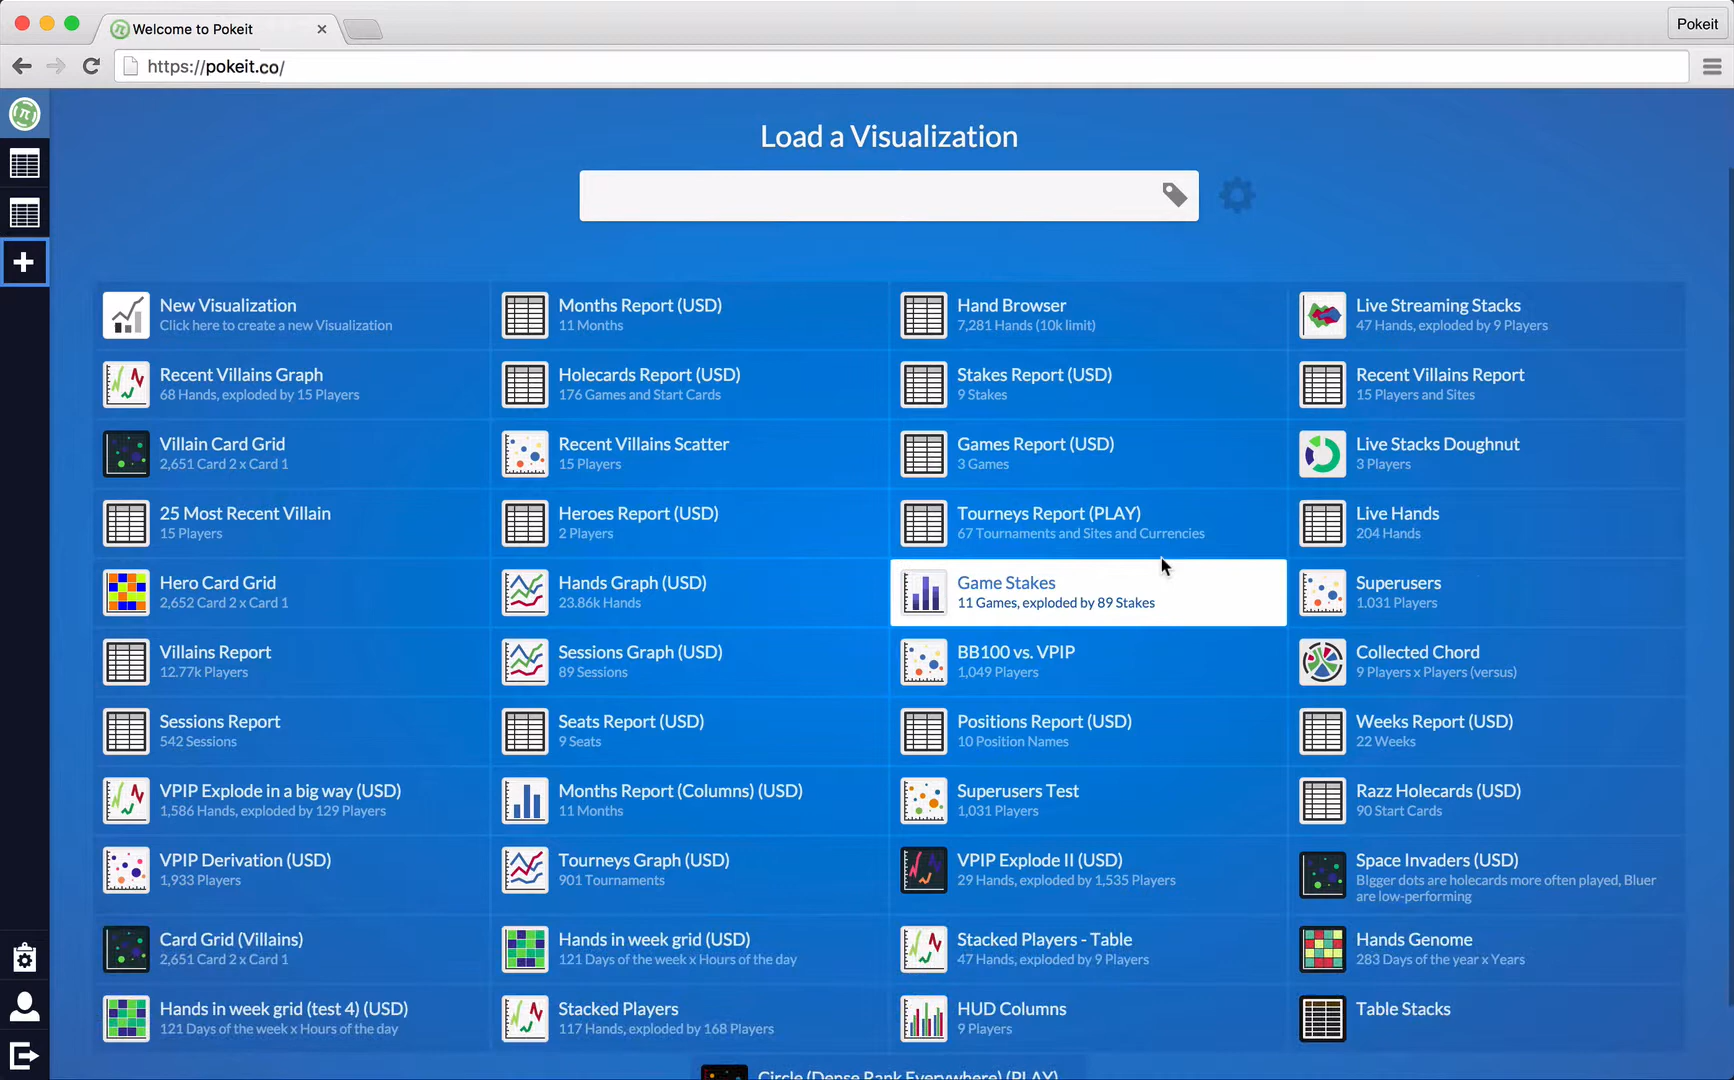 Welcome to Pokeit
Pokeit
https://pokeit.co/
Load a Visualization
New Visualization
Click here to create a new Visualization
Months Report (USD)
11 Months
Hand Browser
7,281 Hands (10k limit)
Live Streaming Stacks
47 Hands, exploded by 9 Players
Recent Villains Graph
68 Hands, exploded by 15 Players
Holecards Report (USD)
176 Games and Start Cards
Stakes Report (USD)
9 Stakes
Recent Villains Report
15 Players and Sites
Villain Card Grid
2,651 Card 2 x Card 1
Recent Villains Scatter
15 Players
Games Report (USD)
3 Games
Live Stacks Doughnut
3 Players
25 Most Recent Villain
15 Players
Heroes Report (USD)
2 Players
Tourneys Report (PLAY)
67 Tournaments and Sites and Currencies
Live Hands
204 Hands
Hero Card Grid
2,652 Card 2 x Card 1
Hands Graph (USD)
23.86k Hands
Game Stakes
11 Games, exploded by 89 Stakes
Superusers
1.031 Players
Villains Report
12.77k Players
Sessions Graph (USD)
89 Sessions
BB100 vs. VPIP
1,049 Players
Collected Chord
9 Players x Players (versus)
Sessions Report
542 Sessions
Seats Report (USD)
9 Seats
Positions Report (USD)
10 Position Names
Weeks Report (USD)
22 Weeks
VPIP Explode in a big way (USD)
1,586 Hands, exploded by 129 Players
Months Report (Columns) (USD)
11 Months
Superusers Test
1,031 Players
Razz Holecards (USD)
90 Start Cards
VPIP Derivation (USD)
1,933 Players
Tourneys Graph (USD)
901 Tournaments
VPIP Explode II (USD)
29 Hands, exploded by 1,535 Players
Space Invaders (USD)
Bigger dots are holecards more often played, Bluer
are low-performing
Card Grid (Villains)
2,651 Card 2 x Card 1
Hands in week grid (USD)
121 Days of the week x Hours of the day
Stacked Players - Table
47 Hands, exploded by 9 Players
Hands Genome
283 Days of the year x Years
Hands in week grid (test 4) (USD)
121 Days of the week x Hours of the day
Stacked Players
117 Hands, exploded by 168 Players
HUD Columns
9 Players
Table Stacks
Circle (Dense Rank Everywhere) (PLAY)